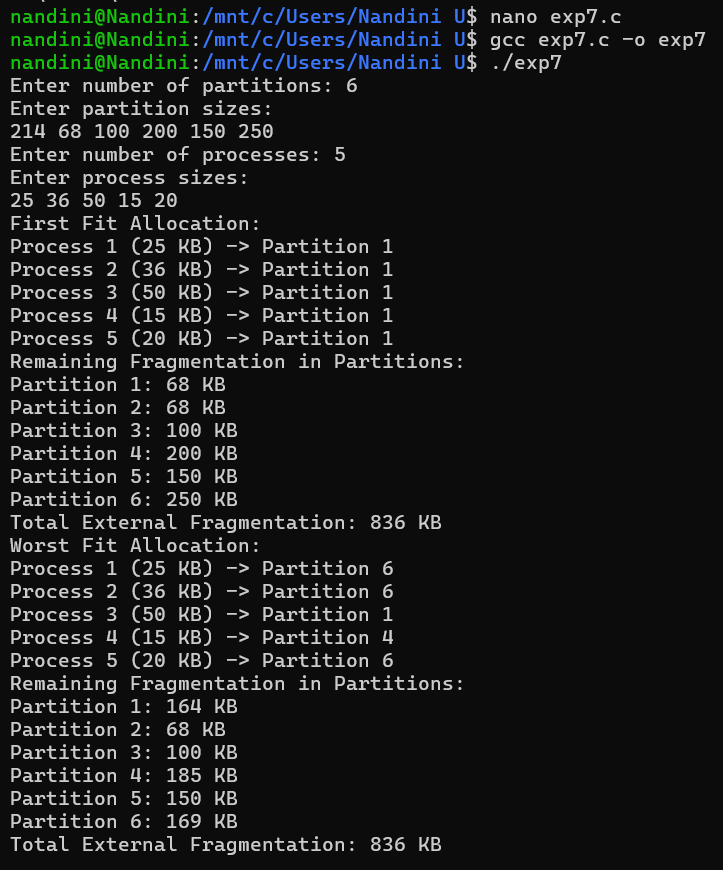 nandini@Nandini:/mnt/c/Users/Nandini U$ nano exp7.c
nandini@Nandini:/mnt/c/Users/Nandini U$ gcc exp7.c -o exp7
nandini@Nandini:/mnt/c/Users/Nandini U$ ./exp7
Enter number of partitions: 6
Enter partition sizes:
214 68 100 200 150 250
Enter number of processes: 5
Enter process sizes:
25 36 50 15 20
First Fit Allocation:
Process 1 (25 KB) -> Partition 1
Process 2 (36 KB) -> Partition 1
Process 3 (50 KB) -> Partition 1
Process 4 (15 KB) -> Partition 1
Process 5 (20 KB) -> Partition 1
Remaining Fragmentation in Partitions:
Partition 1: 68 KB
Partition 2: 68 KB
Partition 3: 100 KB
Partition 4: 200 KB
Partition 5: 150 KB
Partition 6: 250 KB
Total External Fragmentation: 836 KB
Worst Fit Allocation:
Process 1 (25 KB) -> Partition 6
Process 2 (36 KB) -> Partition 6
Process 3 (50 KB) -> Partition 1
Process 4 (15 KB) -> Partition 4
Process 5 (20 KB) -> Partition 6
Remaining Fragmentation in Partitions:
Partition 1: 164 KB
Partition 2: 68 KB
Partition 3: 100 KB
Partition 4: 185 KB
Partition 5: 150 KB
Partition 6: 169 KB
Total External Fragmentation: 836 KB